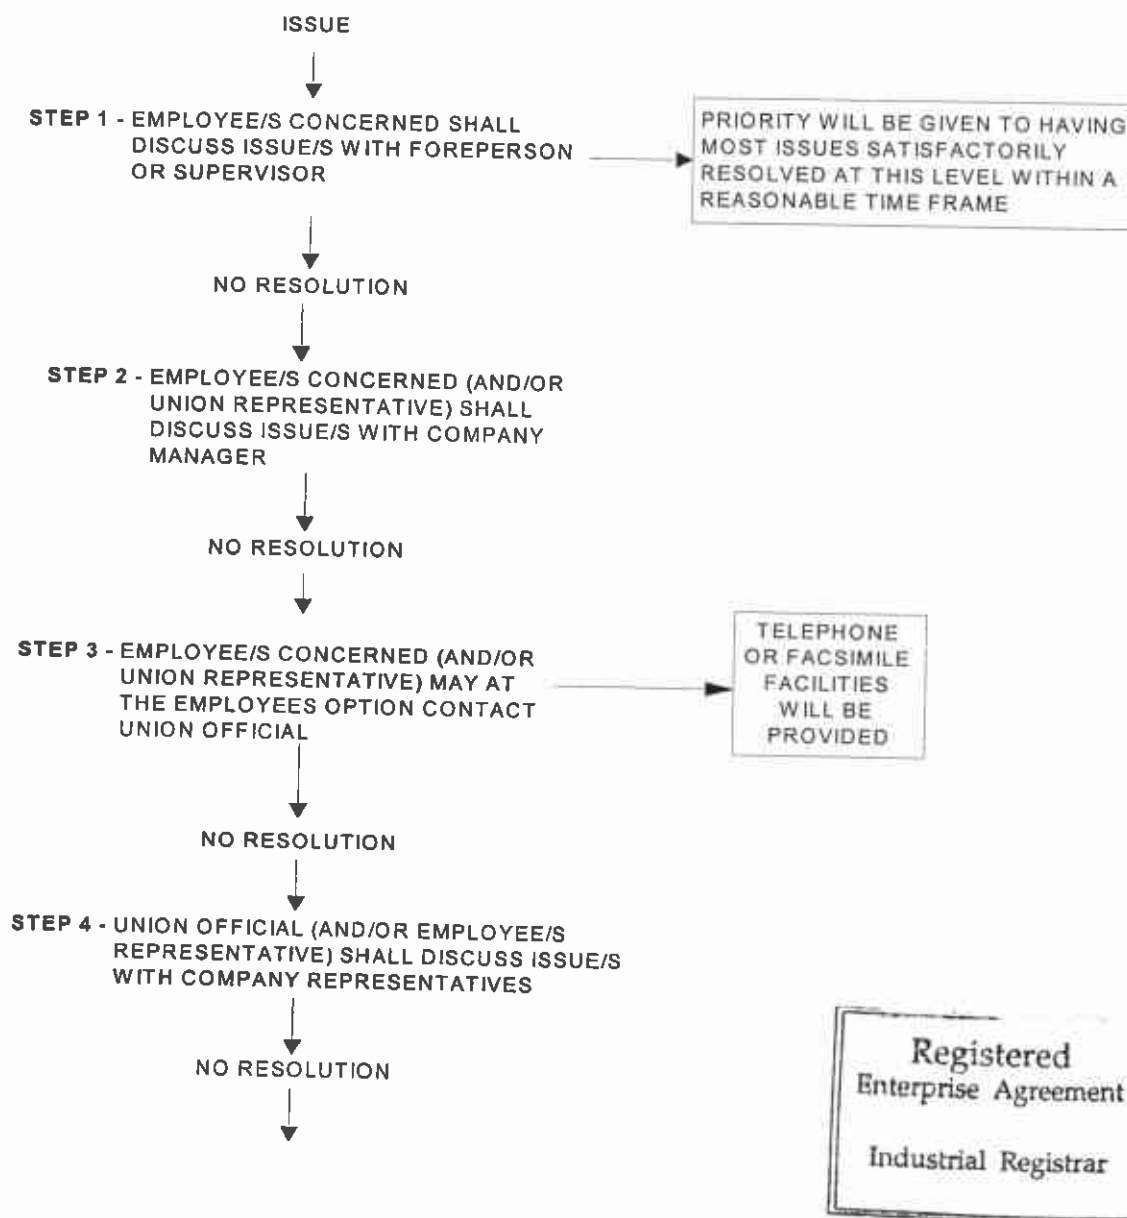 ISSUE
STEP 1 - EMPLOYEE/S CONCERNED SHALL
DISCUSS ISSUE/S WITH FOREPERSON
OR SUPERVISOR
PRIORITY WILL BE GIVEN TO HAVING
MOST ISSUES SATISFACTORILY
RESOLVED AT THIS LEVEL WITHIN A
REASONABLE TIME FRAME
NO RESOLUTION
STEP 2 - EMPLOYEE/S CONCERNED (AND/OR
UNION REPRESENTATIVE) SHALL
DISCUSS ISSUE/S WITH COMPANY
MANAGER
NO RESOLUTION
STEP 3 - EMPLOYEE/S CONCERNED (AND/OR
UNION REPRESENTATIVE) MAY AT
THE EMPLOYEES OPTION CONTACT
UNION OFFICIAL
TELEPHONE
OR FACSIMILE
FACILITIES
WILL BE
PROVIDED
NO RESOLUTION
STEP 4 - UNION OFFICIAL (AND/OR EMPLOYEE/S
REPRESENTATIVE) SHALL DISCUSS ISSUE/S
WITH COMPANY REPRESENTATIVES
NO RESOLUTION
Registered
Enterprise Agreement
Industrial Registrar